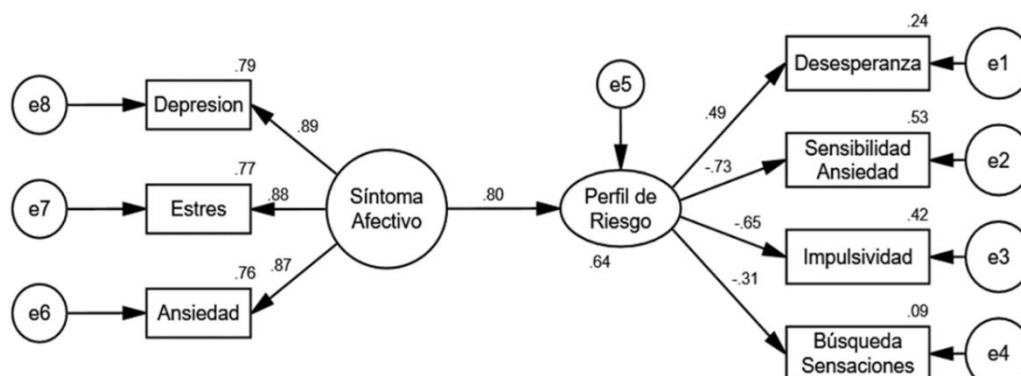 .24
e1
Desesperanza
.79
e8
Depresion
.89
e5
.49
.53
e2
Sensibilidad
Ansiedad
-.73
.77
e7
Estres
.88
Síntoma
Afectivo
.80
Perfil de
Riesgo
.64
-.65
.42
Impulsividad
e3
.87
.76
e6
Ansiedad
-.31
.09
Búsqueda
Sensaciones
e4